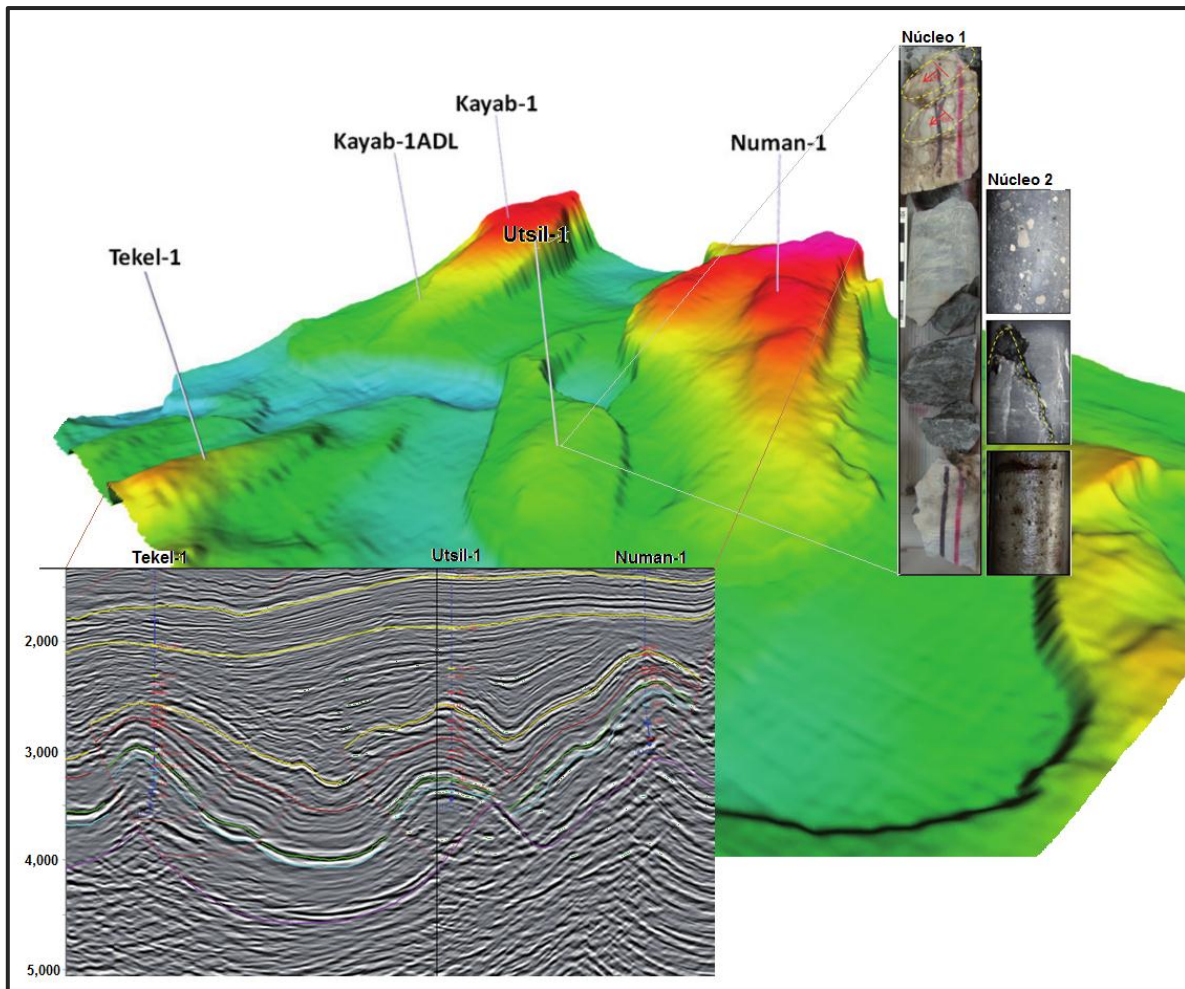 Núcleo 1
Kayab-1
Kayab-1ADL
Numan-1
Núcleo 2
Utsil-1
Tekel-1
Tekel-1
Utsil-1
Numan-1
2,000
3,000
4,000
5,000